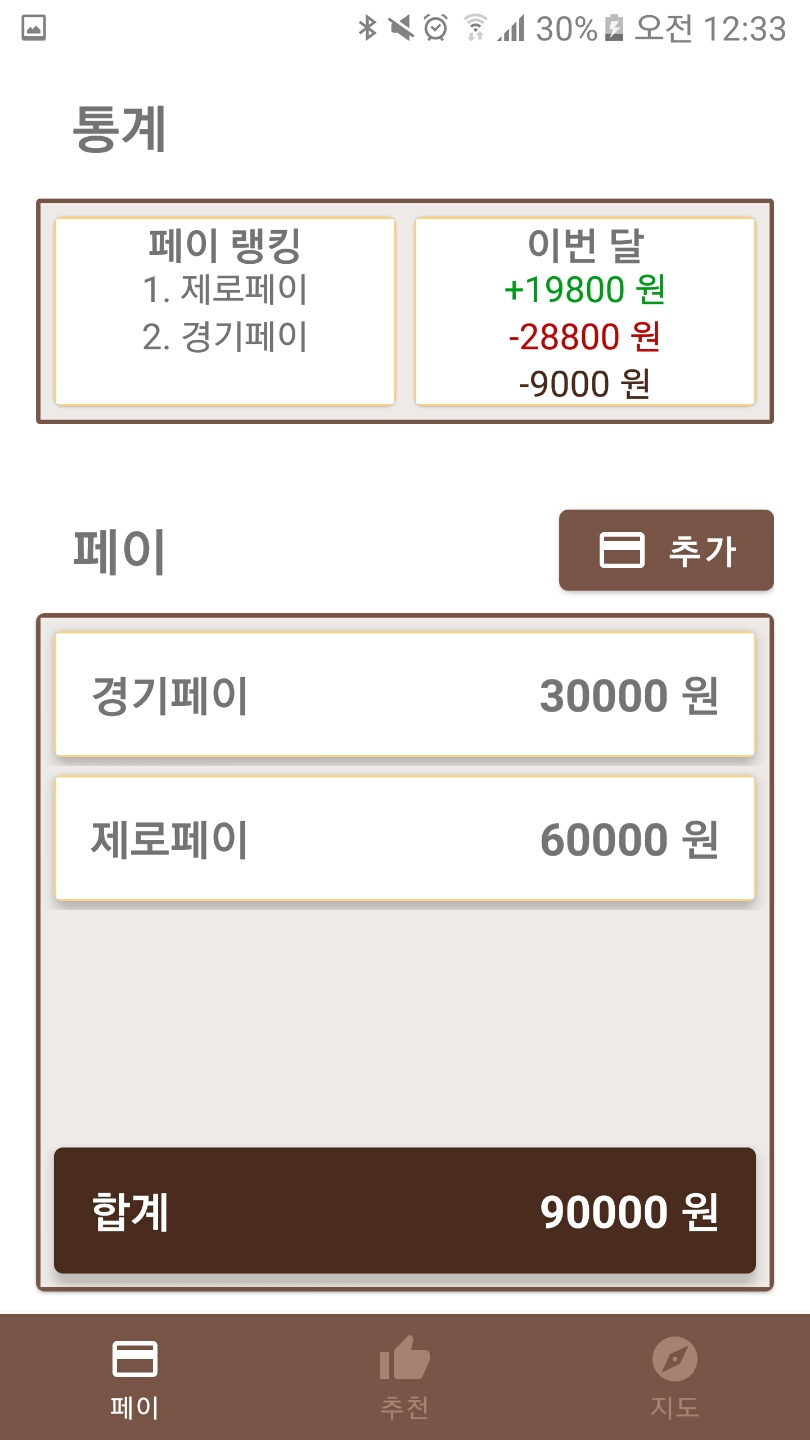 30% 오전 12:33
통계
페이 랭킹
1. 제로페이
2. 경기페이
이번 달
+19800 원
-28800 원
-9000 원
페이
추가
경기페이 30000 원
제로페이 60000 원
합계 90000 원
페이 추천 지도